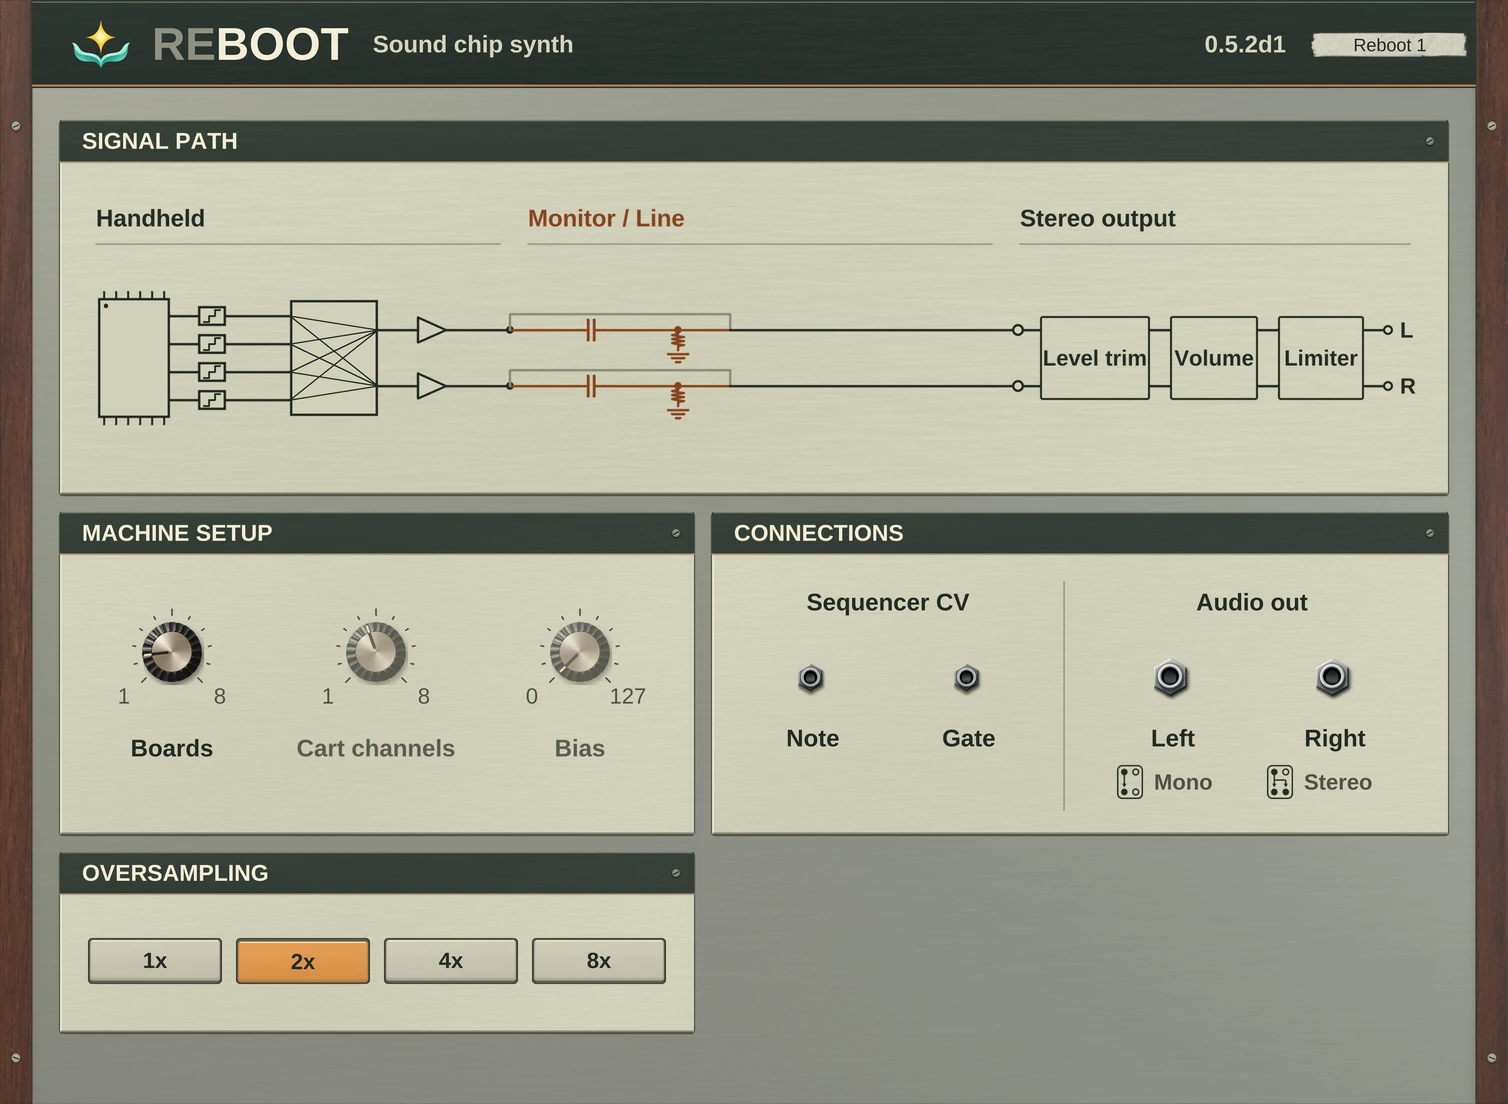 REBOOT Sound chip synth 0.5.2d1 Reboot 1
SIGNAL PATH
Handheld Monitor / Line Stereo output
Level trim Volume Limiter L
R
MACHINE SETUP
1 8 1 8 0 127
Boards Cart channels Bias
CONNECTIONS
Sequencer CV Audio out
Note Gate Left Right
Mono Stereo
OVERSAMPLING
1x 2x 4x 8x